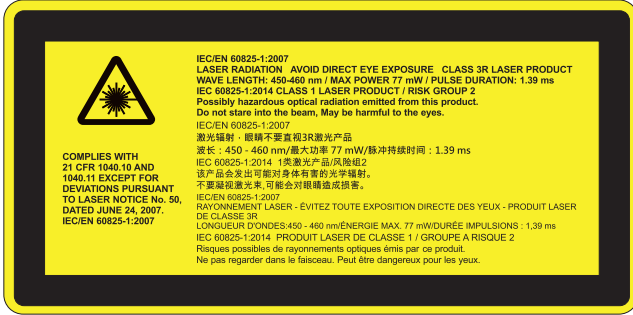 COMPLIES WITH
21 CFR 1040.10 AND
1040.11 EXCEPT FOR
DEVIATIONS PURSUANT
TO LASER NOTICE No. 50,
DATED JUNE 24, 2007.
IEC/EN 60825-1:2007
IEC/EN 60825-1:2007
LASER RADIATION AVOID DIRECT EYE EXPOSURE CLASS 3R LASER PRODUCT
WAVE LENGTH: 450-460 nm / MAX POWER 77 mW / PULSE DURATION: 1.39 ms
IEC 60825-1:2014 CLASS 1 LASER PRODUCT / RISK GROUP 2
Possibly hazardous optical radiation emitted from this product.
Do not stare into the beam, May be harmful to the eyes.
IEC/EN 60825-1:2007
激光辐射，眼睛不要直视3R激光产品
波长：450 - 460 nm/最大功率 77 mW/脉冲持续时间：1.39 ms
IEC 60825-1:2014 1类激光产品/风险组2
该产品会发出可能对身体有害的光学辐射。
不要凝视激光束,可能会对眼睛造成损害。
IEC/EN 60825-1:2007
RAYONNEMENT LASER - ÉVITEZ TOUTE EXPOSITION DIRECTE DES YEUX - PRODUIT LASER
DE CLASSE 3R
LONGUEUR D'ONDES:450 - 460 nm/ÉNERGIE MAX. 77 mW/DURÉE IMPULSIONS : 1,39 ms
IEC 60825-1:2014 PRODUIT LASER DE CLASSE 1 / GROUPE A RISQUE 2
Risques possibles de rayonnements optiques émis par ce produit.
Ne pas regarder dans le faisceau. Peut être dangereux pour les yeux.